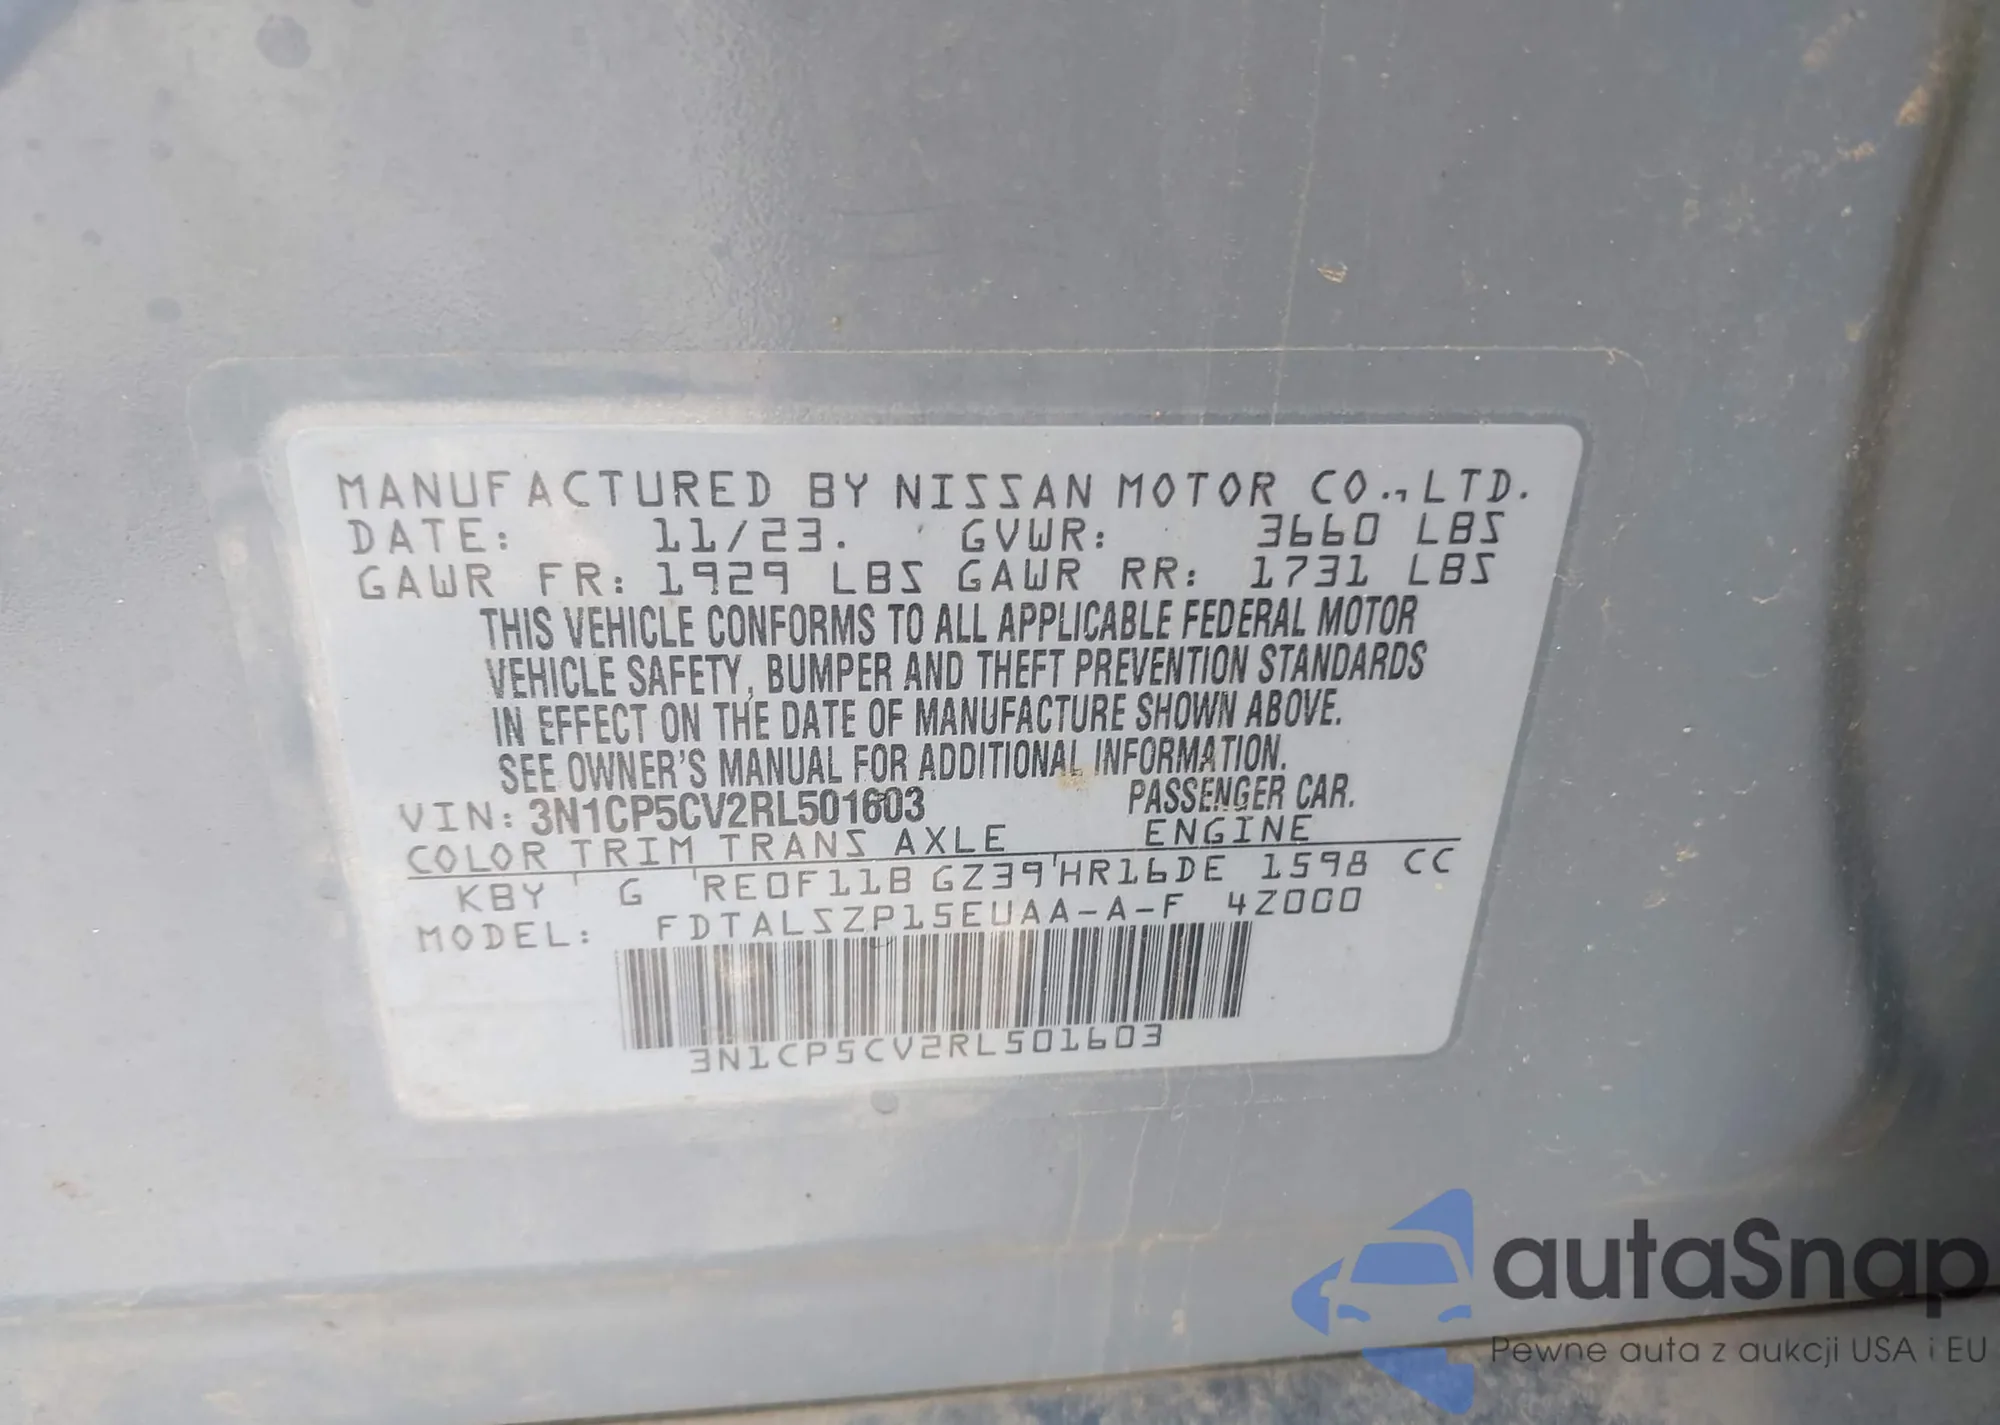 MANUFACTURED BY NISSAN MOTOR CO.,LTD.
DATE: 11/23. GVWR: 3660 LBS
GAWR FR: 1929 LBS GAWR RR: 1731 LBS
THIS VEHICLE CONFORMS TO ALL APPLICABLE FEDERAL MOTOR
VEHICLE SAFETY, BUMPER AND THEFT PREVENTION STANDARDS
IN EFFECT ON THE DATE OF MANUFACTURE SHOWN ABOVE.
SEE OWNER'S MANUAL FOR ADDITIONAL INFORMATION.
VIN: 3N1CP5CV2RL501603 PASSENGER CAR.
COLOR TRIM TRANS AXLE ENGINE
KBY G RE0F11B GZ39 HR16DE 1598 CC
MODEL: FDTALSZP15EUAA-A-F 4Z000
3N1CP5CV2RL501603
autaSnap
Pewne auta z aukcji USA i EU